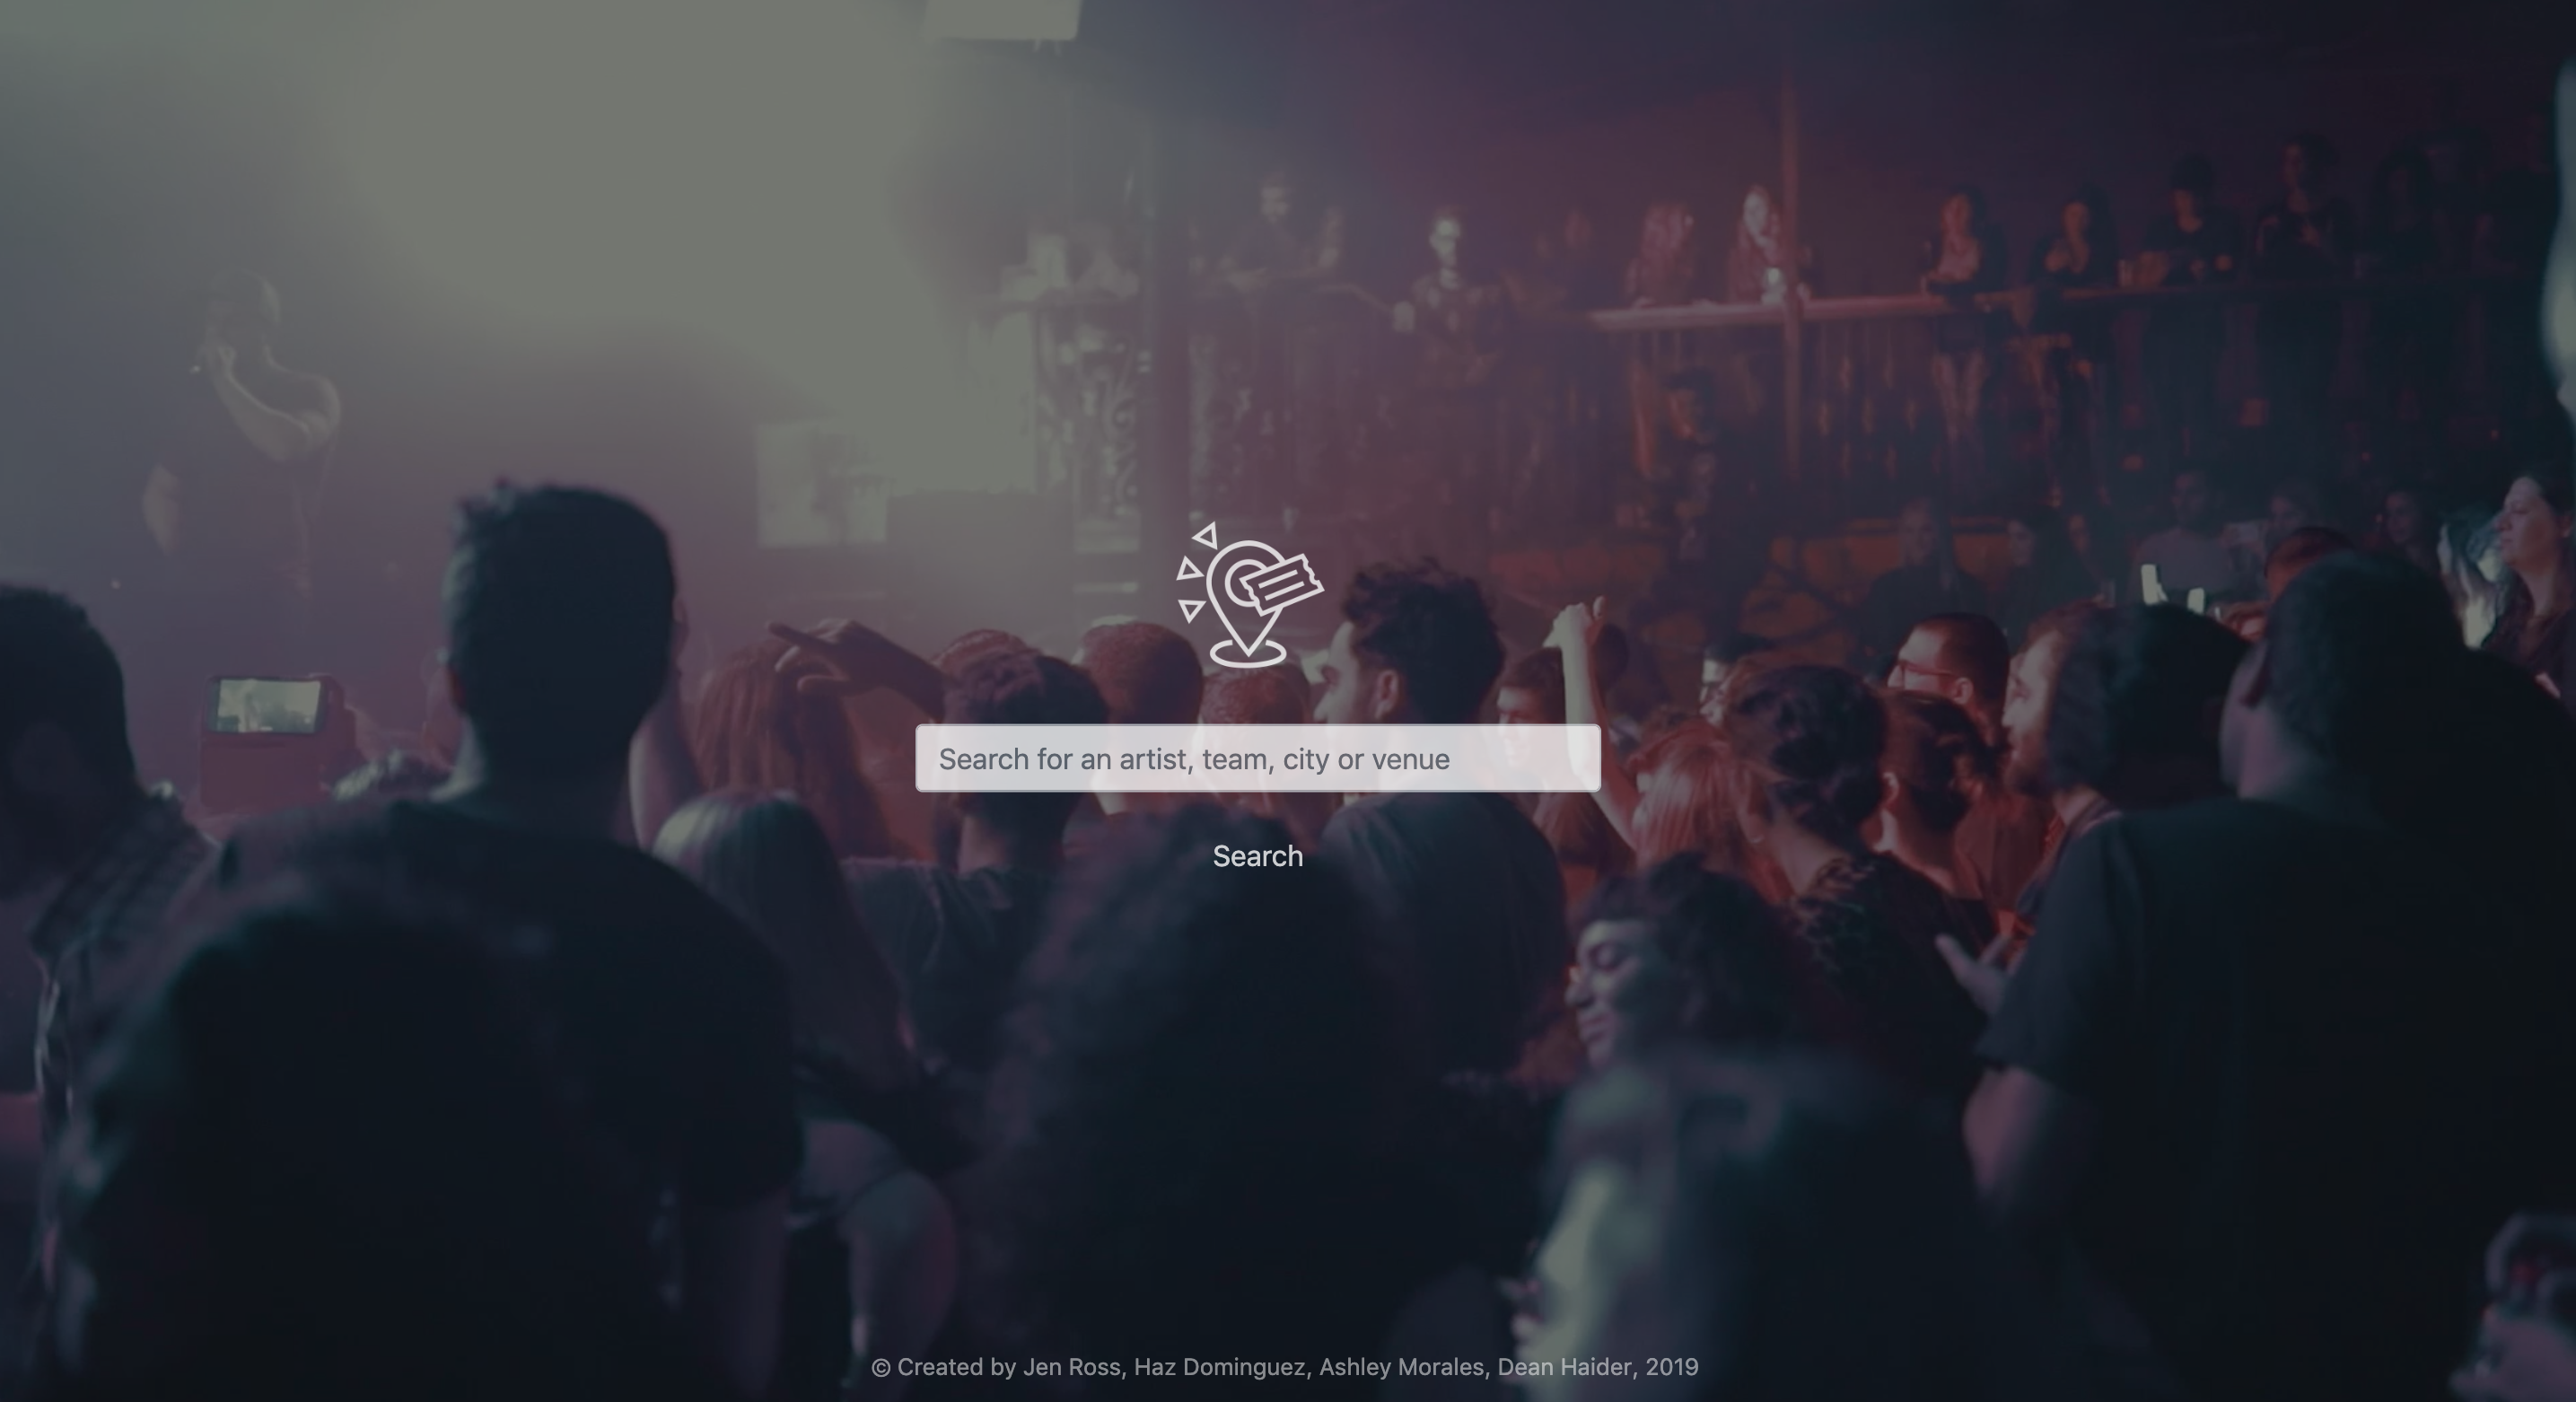 Search for an artist, team, city or venue
Search
© Created by Jen Ross, Haz Dominguez, Ashley Morales, Dean Haider, 2019